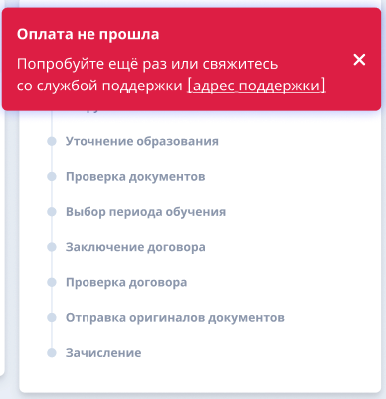 Оплата не прошла
Попробуйте ещё раз или свяжитесь
со службой поддержки [адрес поддержки]
Уточнение образования
Проверка документов
Выбор периода обучения
Заключение договора
Проверка договора
Отправка оригиналов документов
Зачисление